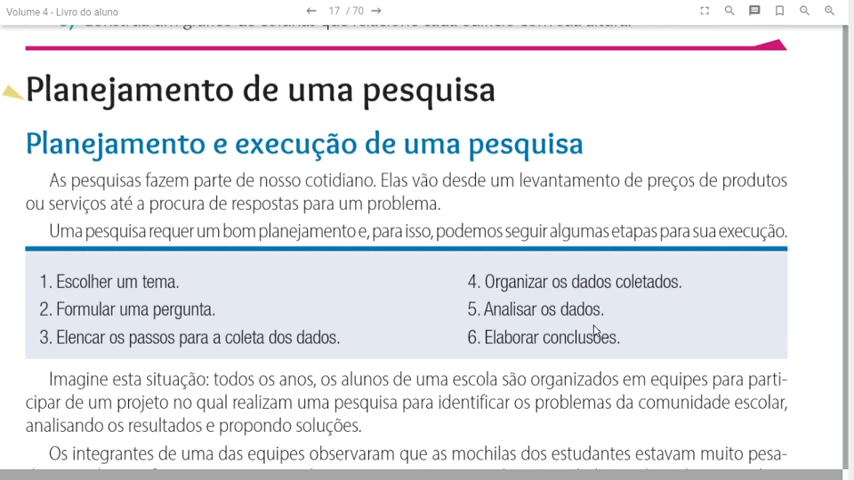 Volume 4 - Livro do aluno
17 / 70
Planejamento de uma pesquisa
Planejamento e execução de uma pesquisa
As pesquisas fazem parte de nosso cotidiano. Elas vão desde um levantamento de preços de produtos
ou serviços até a procura de respostas para um problema.
Uma pesquisa requer um bom planejamento e, para isso, podemos seguir algumas etapas para sua execução.
1. Escolher um tema.
2. Formular uma pergunta.
3. Elencar os passos para a coleta dos dados.
4. Organizar os dados coletados.
5. Analisar os dados.
6. Elaborar conclusões.
Imagine esta situação: todos os anos, os alunos de uma escola são organizados em equipes para parti-
cipar de um projeto no qual realizam uma pesquisa para identificar os problemas da comunidade escolar,
analisando os resultados e propondo soluções.
Os integrantes de uma das equipes observaram que as mochilas dos estudantes estavam muito pesa-